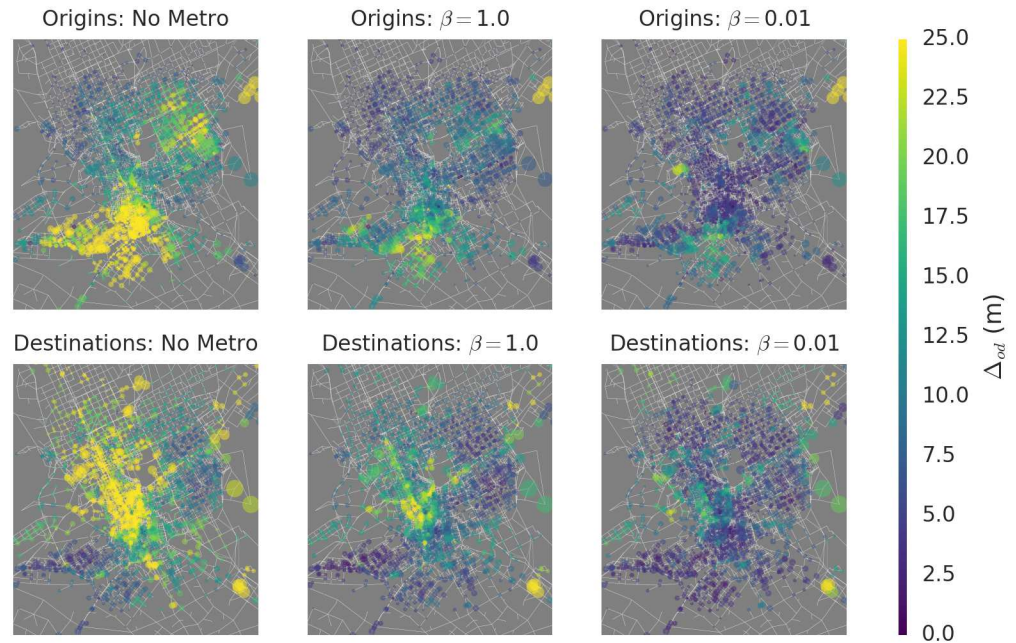 Origins: No Metro
Origins: β = 1.0
Origins: β = 0.01
Destinations: No Metro
Destinations: β = 1.0
Destinations: β = 0.01
25.0
22.5
20.0
17.5
15.0
12.5
10.0
7.5
5.0
2.5
0.0
Δod (m)